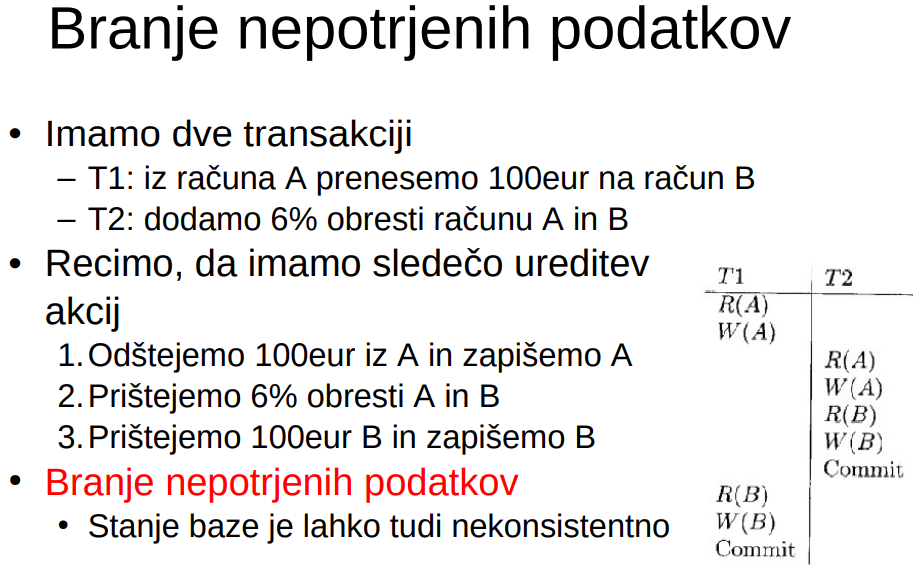 Branje nepotrjenih podatkov
• Imamo dve transakciji
– T1: iz računa A prenesemo 100eur na račun B
– T2: dodamo 6% obresti računu A in B
• Recimo, da imamo sledečo ureditev
akcij
1. Odštejemo 100eur iz A in zapišemo A
2. Prištejemo 6% obresti A in B
3. Prištejemo 100eur B in zapišemo B
• Branje nepotrjenih podatkov
• Stanje baze je lahko tudi nekonsistentno
T1 T2
R(A)
W(A)
R(A)
W(A)
R(B)
W(B)
Commit
R(B)
W(B)
Commit